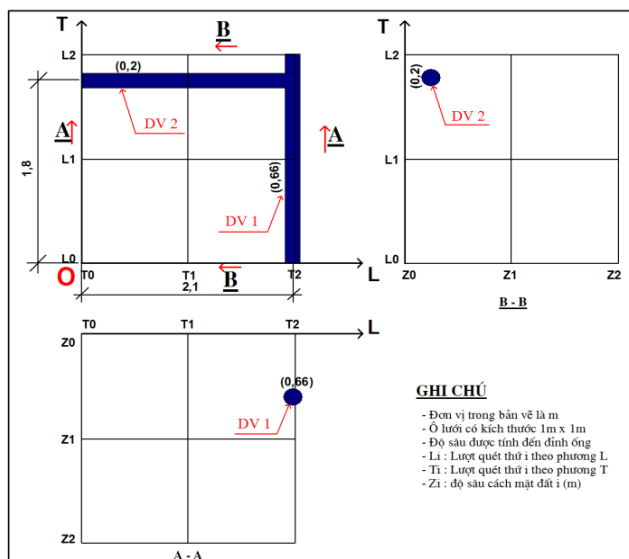 T
B
L2
(0,2)
DV 2
A
A
1,8
L1
(0,66)
DV 1
L0
O
T0
T1
B
T2
L
2,1
T
L2
(0,2)
DV 2
L1
L0
Z0
Z1
Z2
B - B
T0
T1
T2
L
Z0
(0,66)
DV 1
Z1
Z2
A - A
GHI CHÚ
- Đơn vị trong bản vẽ là m
- Ô lưới có kích thước 1m x 1m
- Độ sâu được tính đến đỉnh ống
- Li : Lượt quét thứ i theo phương L
- Ti : Lượt quét thứ i theo phương T
- Zi : độ sâu cách mặt đất i (m)